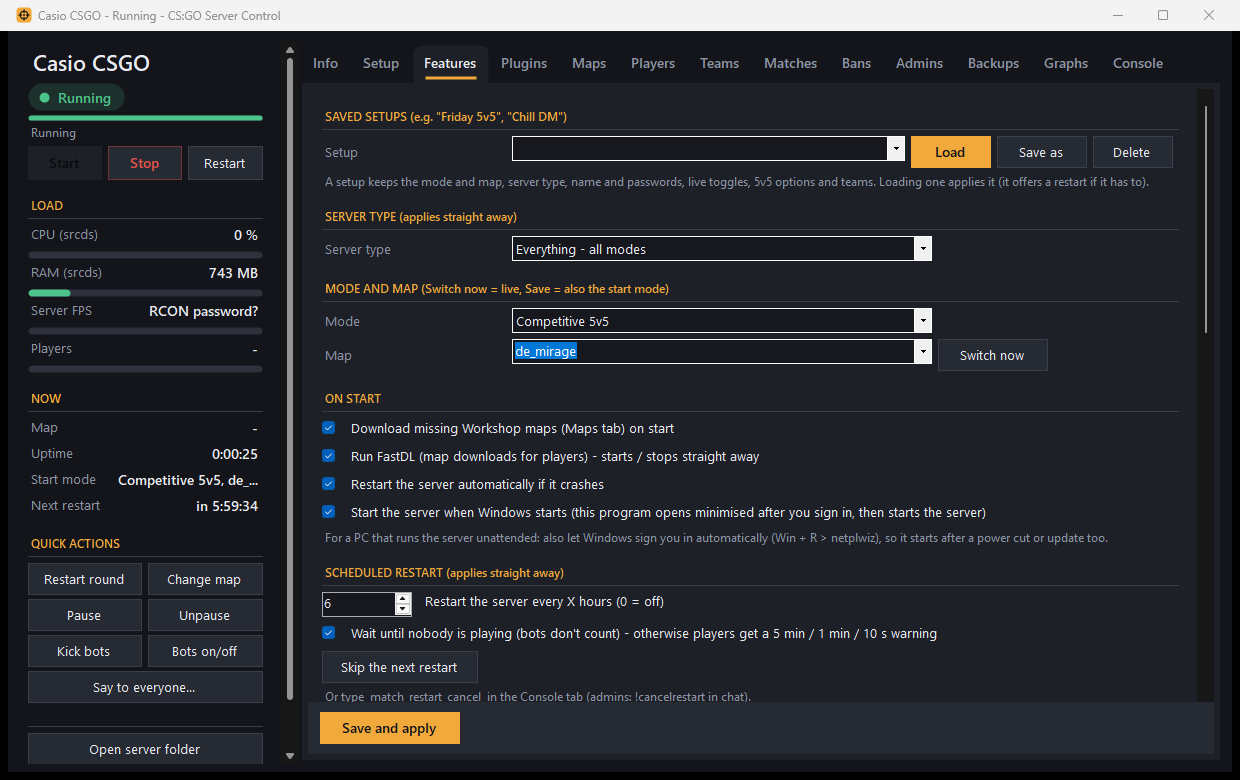 Casio CSGO - Running - CS:GO Server Control
Casio CSGO
Running
Running
Start Stop Restart
LOAD
CPU (srcds) 0 %
RAM (srcds) 743 MB
Server FPS RCON password?
Players -
NOW
Map -
Uptime 0:00:25
Start mode Competitive 5v5, de_...
Next restart in 5:59:34
QUICK ACTIONS
Restart round Change map
Pause Unpause
Kick bots Bots on/off
Say to everyone...
Open server folder
Info Setup Features Plugins Maps Players Teams Matches Bans Admins Backups Graphs Console
SAVED SETUPS (e.g. "Friday 5v5", "Chill DM")
Setup Load Save as Delete
A setup keeps the mode and map, server type, name and passwords, live toggles, 5v5 options and teams. Loading one applies it (it offers a restart if it has to).
SERVER TYPE (applies straight away)
Server type Everything - all modes
MODE AND MAP (Switch now = live, Save = also the start mode)
Mode Competitive 5v5
Map de_mirage Switch now
ON START
Download missing Workshop maps (Maps tab) on start
Run FastDL (map downloads for players) - starts / stops straight away
Restart the server automatically if it crashes
Start the server when Windows starts (this program opens minimised after you sign in, then starts the server)
For a PC that runs the server unattended: also let Windows sign you in automatically (Win + R > netplwiz), so it starts after a power cut or update too.
SCHEDULED RESTART (applies straight away)
6 Restart the server every X hours (0 = off)
Wait until nobody is playing (bots don't count) - otherwise players get a 5 min / 1 min / 10 s warning
Skip the next restart
Or type match_restart_cancel in the Console tab (admins: !cancelrestart in chat).
Save and apply